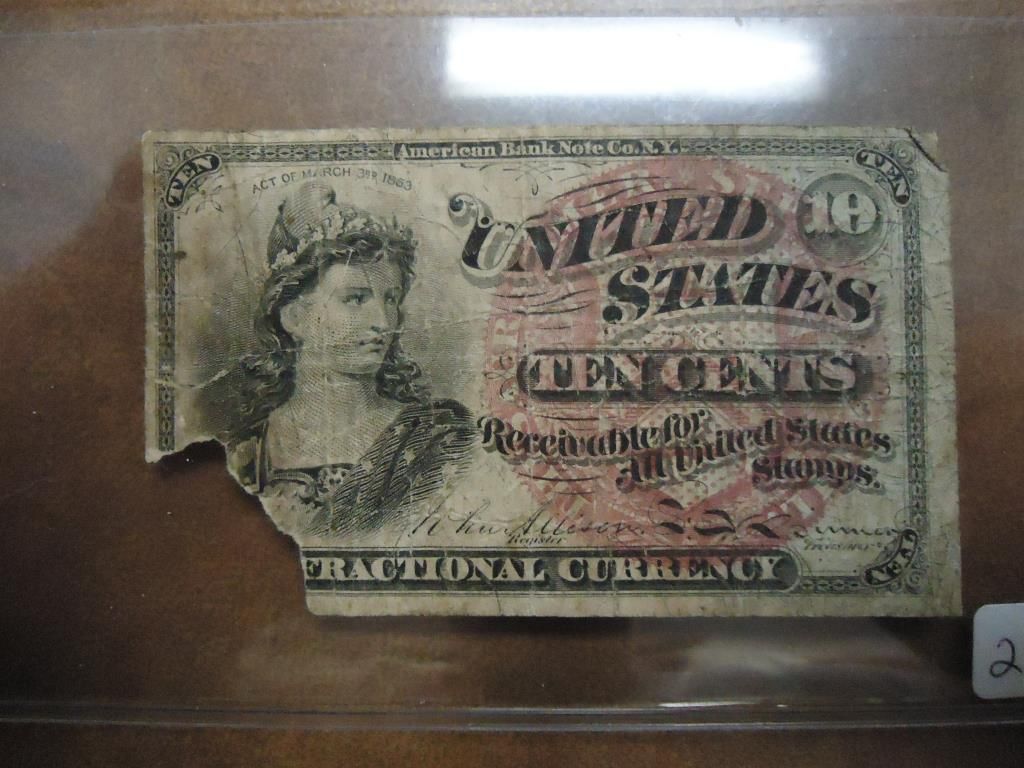 American Bank Note Co. N.Y.
TEN
TEN
ACT OF MARCH 3RD 1863
10
UNITED
STATES
TEN CENTS
Receivable for
All United States
Stamps.
Allison
Register
FRACTIONAL CURRENCY
TEN
2